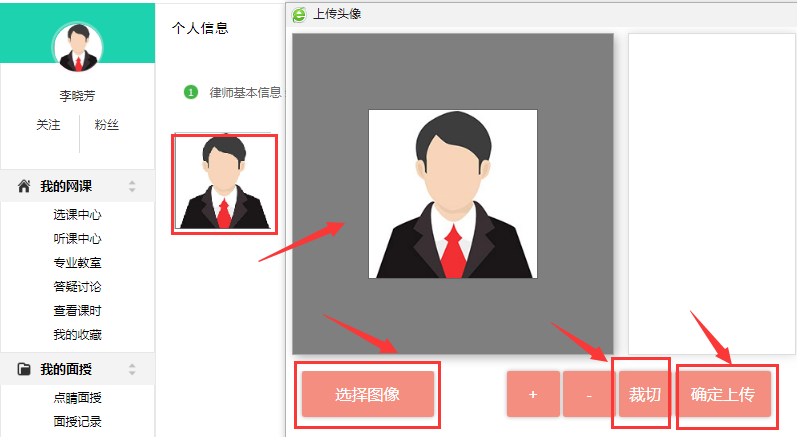 李晓芳
关注 粉丝
我的网课
选课中心
听课中心
专业教室
答疑讨论
查看课时
我的收藏
我的面授
点睛面授
面授记录
个人信息
1 律师基本信息
上传头像
选择图像
+ - 裁切 确定上传